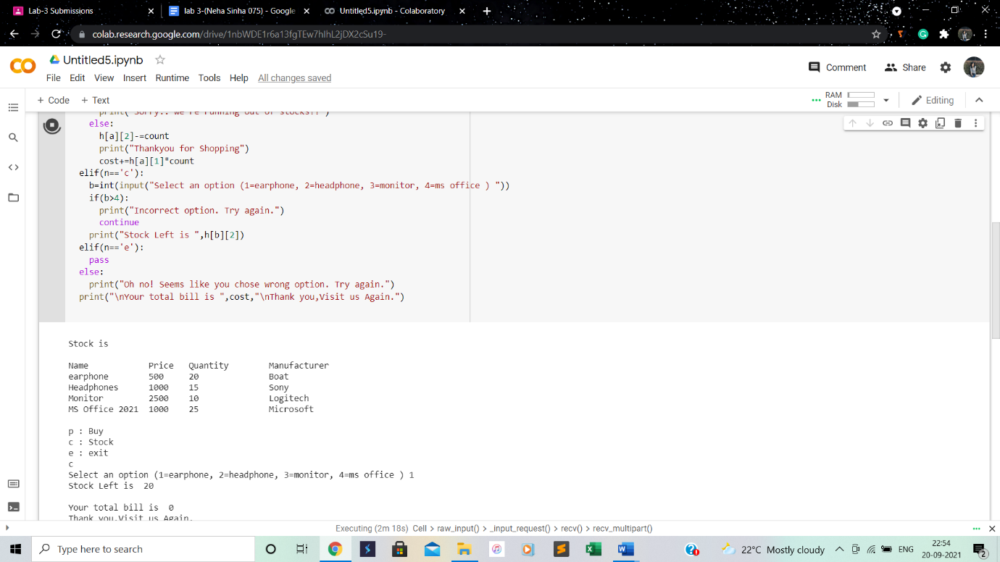 Lab-3 Submissions
lab 3-(Neha Sinha 075) - Google
Untitled5.ipynb - Colaboratory
colab.research.google.com/drive/1nbWDE1r6a13fgTEw7hIhL2jDX2cSu19-
Untitled5.ipynb
File Edit View Insert Runtime Tools Help All changes saved
Comment Share
+ Code + Text
RAM
Disk
Editing
print("Sorry.. we're running out of stocks!!")
else:
h[a][2]-=count
print("Thankyou for Shopping")
cost+=h[a][1]*count
elif(n=='c'):
b=int(input("Select an option (1=earphone, 2=headphone, 3=monitor, 4=ms office ) "))
if(b>4):
print("Incorrect option. Try again.")
continue
print("Stock Left is ",h[b][2])
elif(n=='e'):
pass
else:
print("Oh no! Seems like you chose wrong option. Try again.")
print("\nYour total bill is ",cost,"\nThank you,Visit us Again.")
Stock is
Name Price Quantity Manufacturer
earphone 500 20 Boat
Headphones 1000 15 Sony
Monitor 2500 10 Logitech
MS Office 2021 1000 25 Microsoft
p : Buy
c : Stock
e : exit
c
Select an option (1=earphone, 2=headphone, 3=monitor, 4=ms office ) 1
Stock Left is 20
Your total bill is 0
Thank you,Visit us Again.
Executing (2m 18s) Cell > raw_input() > _input_request() > recv() > recv_multipart()
Type here to search
22°C Mostly cloudy
ENG
22:54
20-09-2021
2